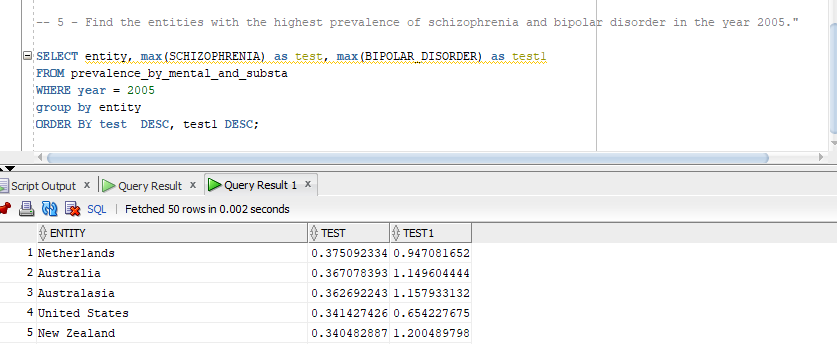 -- 5 - Find the entities with the highest prevalence of schizophrenia and bipolar disorder in the year 2005."
SELECT entity, max(SCHIZOPHRENIA) as test, max(BIPOLAR_DISORDER) as test1
FROM prevalence_by_mental_and_substa
WHERE year = 2005
group by entity
ORDER BY test  DESC, test1 DESC;
Script Output x Query Result x Query Result 1 x
SQL | Fetched 50 rows in 0.002 seconds
ENTITY TEST TEST1
1 Netherlands 0.375092334 0.947081652
2 Australia 0.367078393 1.149604444
3 Australasia 0.362692243 1.157933132
4 United States 0.341427426 0.654227675
5 New Zealand 0.340482887 1.200489798